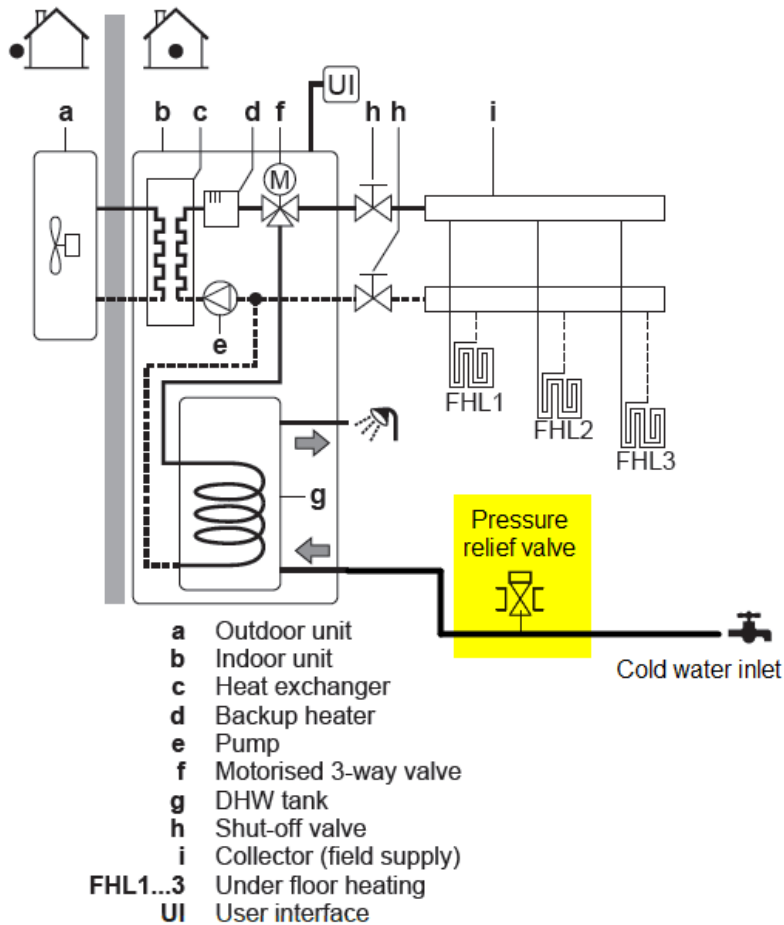 UI
a b c d f h h i
M
e
FHL1
FHL2
FHL3
g
Pressure
relief valve
Cold water inlet
a Outdoor unit
b Indoor unit
c Heat exchanger
d Backup heater
e Pump
f Motorised 3-way valve
g DHW tank
h Shut-off valve
i Collector (field supply)
FHL1...3 Under floor heating
UI User interface